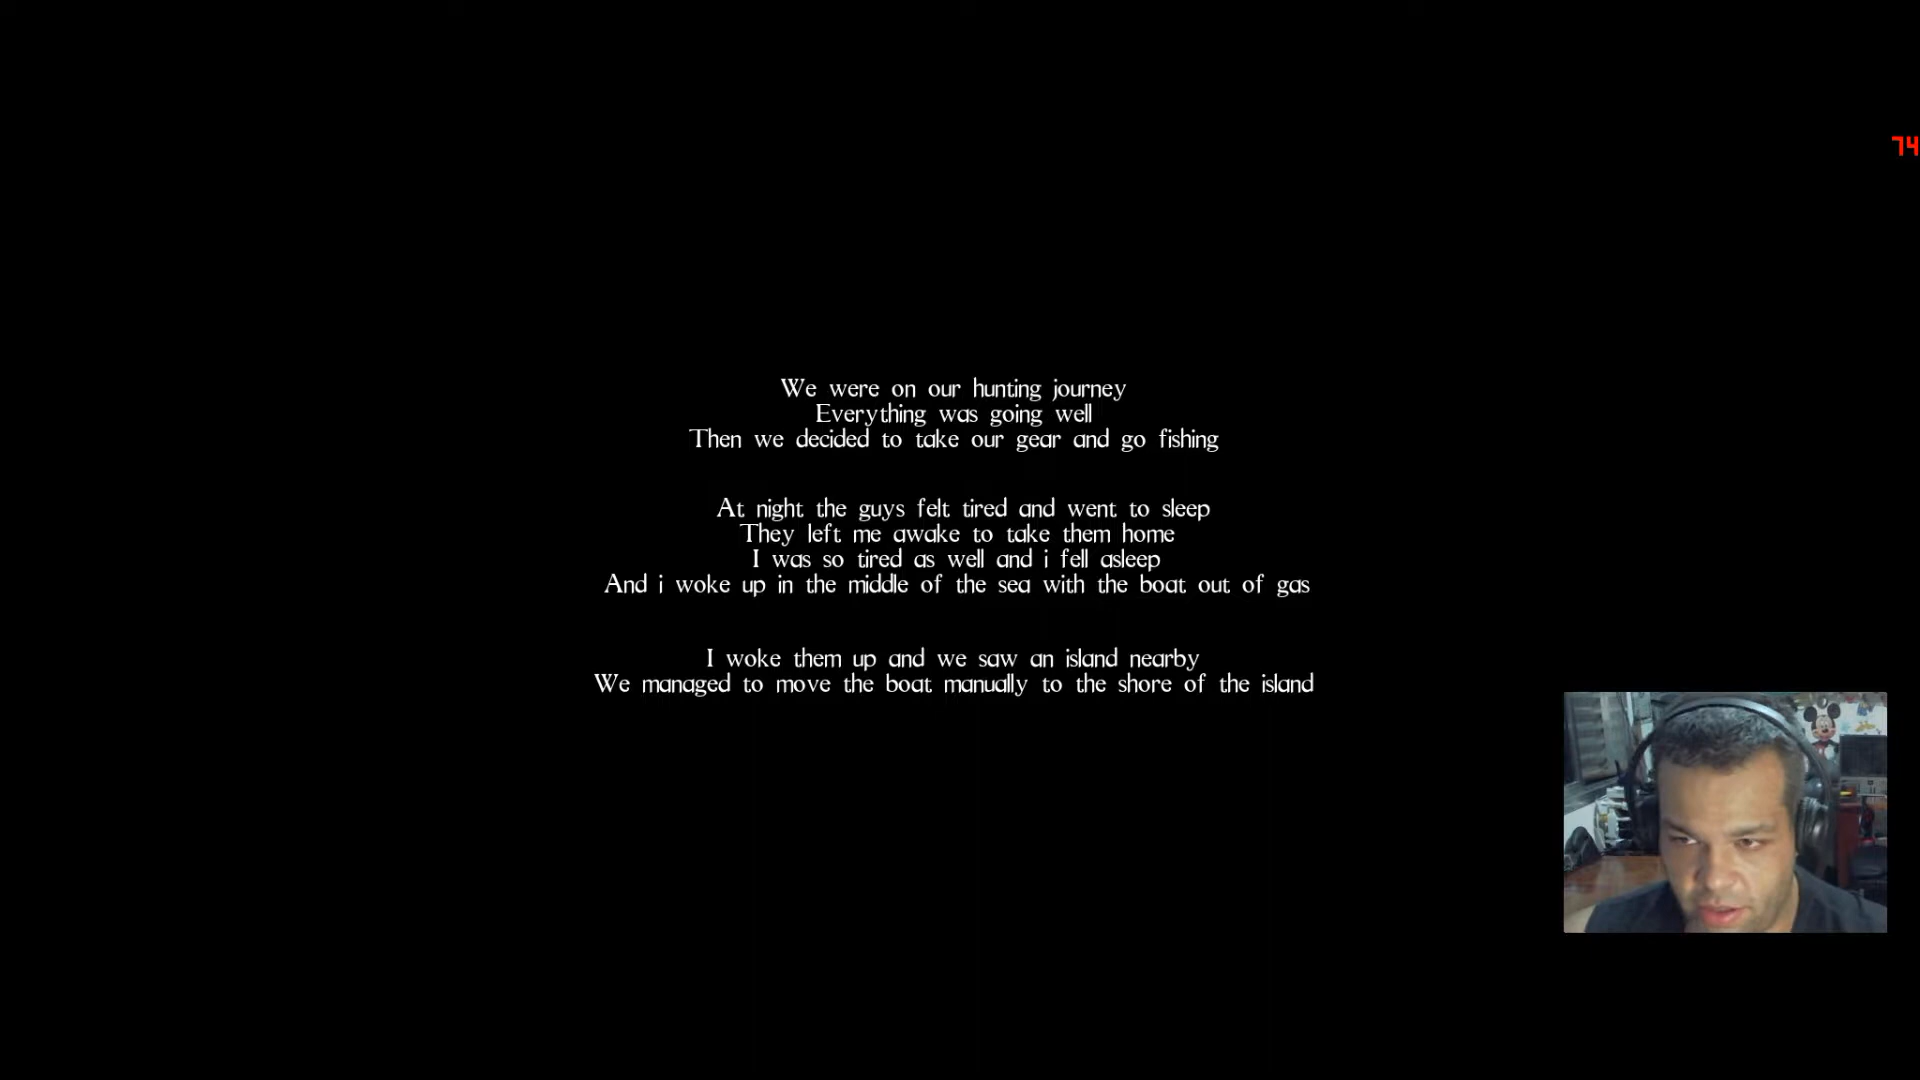 74
We were on our hunting journey
Everything was going well
Then we decided to take our gear and go fishing
At night the guys felt tired and went to sleep
They left me awake to take them home
I was so tired as well and i fell asleep
And i woke up in the middle of the sea with the boat out of gas
I woke them up and we saw an island nearby
We managed to move the boat manually to the shore of the island